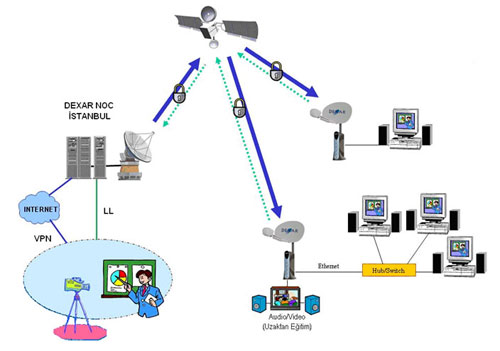 DEXAR NOC
İSTANBUL
INTERNET
LL
VPN
Ethernet
Hub/Switch
Audio/Video
(Uzaktan Eğitim)